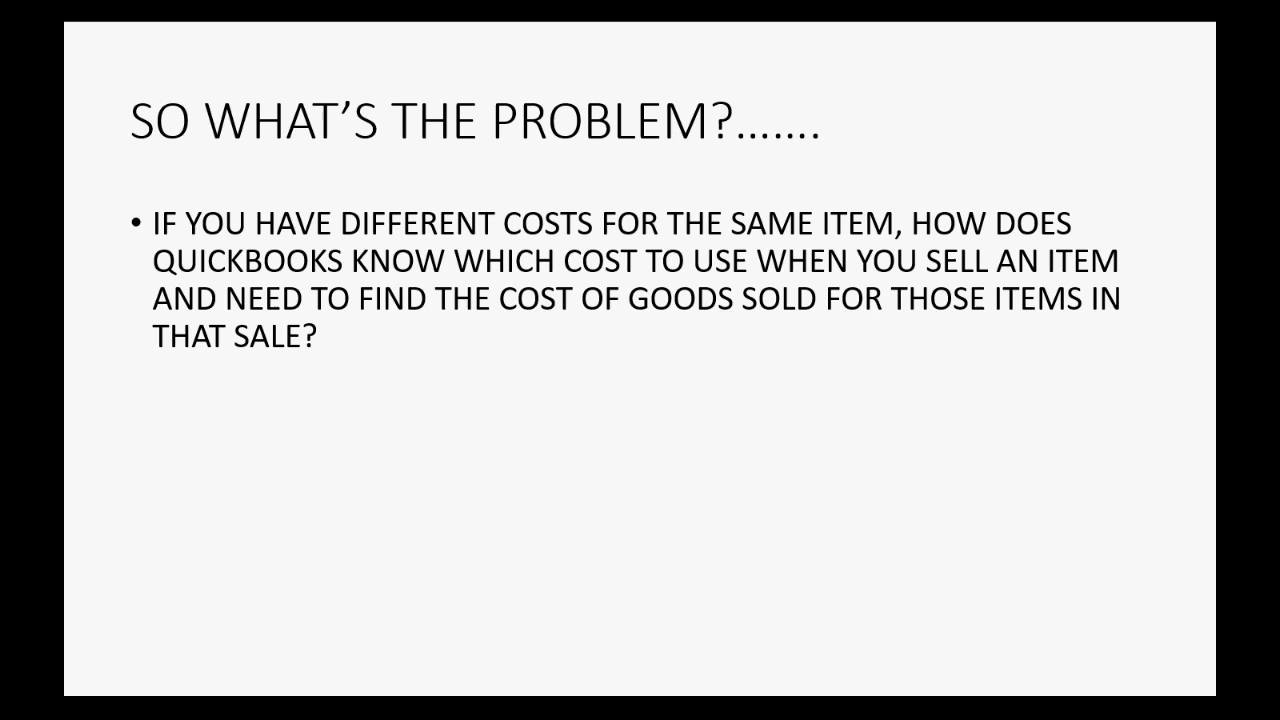 SO WHAT’S THE PROBLEM?.......
• IF YOU HAVE DIFFERENT COSTS FOR THE SAME ITEM, HOW DOES
QUICKBOOKS KNOW WHICH COST TO USE WHEN YOU SELL AN ITEM
AND NEED TO FIND THE COST OF GOODS SOLD FOR THOSE ITEMS IN
THAT SALE?